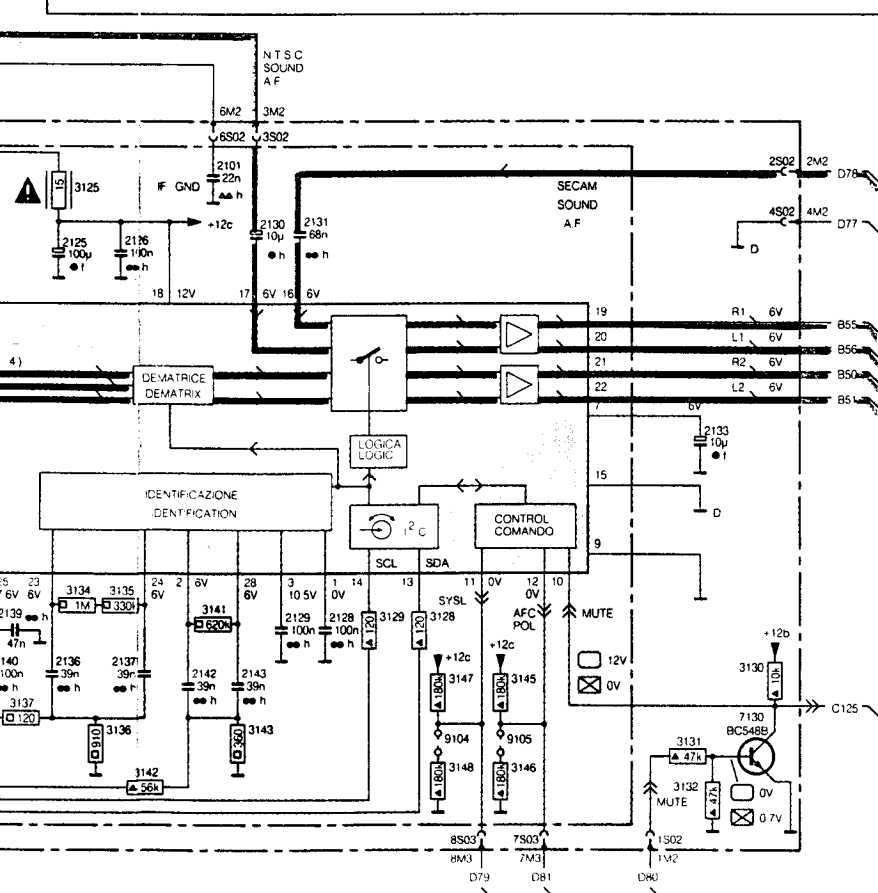 NTSC
SOUND
A F
6M2 3M2
6S02 3S02
2S02 2M2
D78
2101
22n
h
15
3125
IF GND
SECAM
SOUND
A.F
4S02 4M2
D77
D
+12c
2130
10µ
h
2131
68n
h
2125
100µ
f
2126
100n
h
18 12V
17 6V 16 6V
19 R1 6V B55
20 L1 6V B56
21 R2 6V B50
22 L2 6V B51
4)
DEMATRICE
DEMATRIX
7 6V
2133
10µ
f
LOGICA
LOGIC
15
D
IDENTIFICAZIONE
IDENTIFICATION
I²C
CONTROL
COMANDO
9
SCL SDA
25 23 24 2 6V 28 3 1 14 13 11 0V 12 10
6V 6V 6V 10 5V 0V 0V
3134
1M
3135
330k
3141
620k
2139 h
47n
2129
100n
h
2128
100n
h
120
3129
120
3128
SYSL
AFC
POL
MUTE
12V
0V
140
100n
h
2136
39n
h
2137
39n
h
2142
39n
h
2143
39n
h
+12c
180k
3147
+12c
180k
3145
+12b
3130
10k
3137
120
910
3136
360
3143
9104
9105
C125
7130
BC548B
3131
47k
180k
3148
180k
3146
3142
56k
3132
47k
MUTE
0V
0.7V
8S03 7S03 1S02
8M3 7M3 1M2
D79 D81 D80